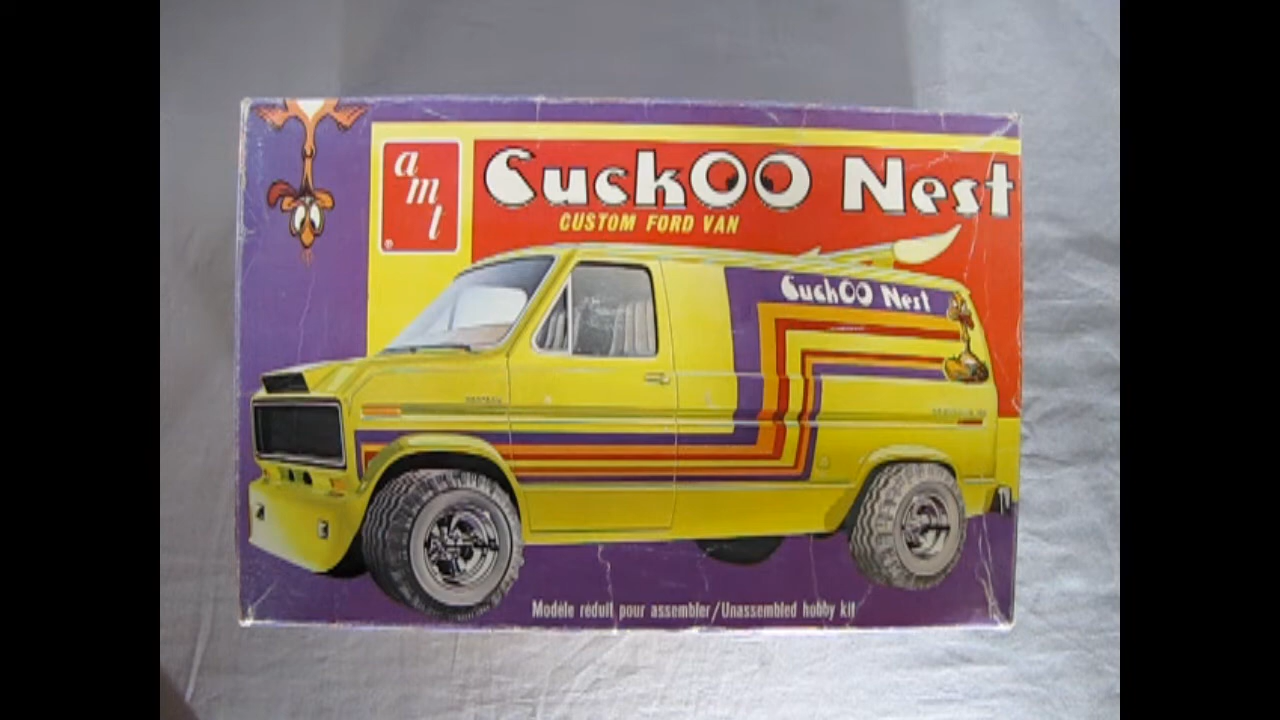 amt
®
CuckOO Nest
CUSTOM FORD VAN
CuckOO Nest
Modèle réduit pour assembler/Unassembled hobby kit